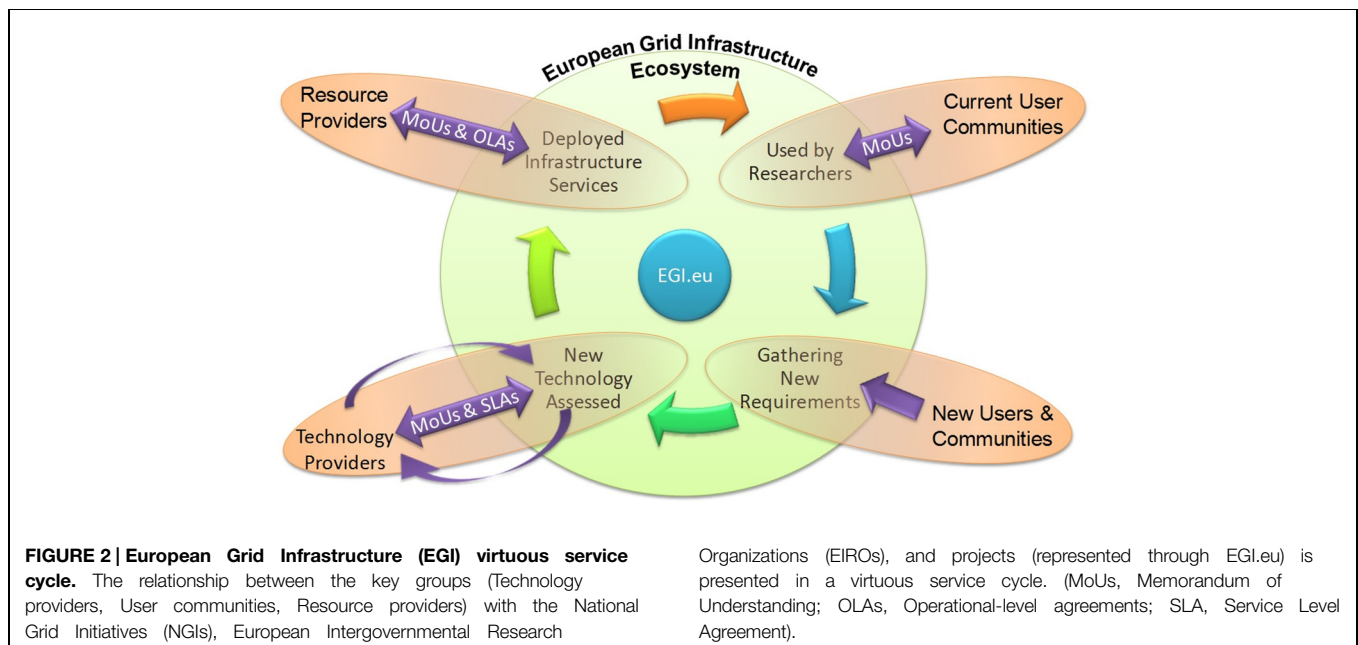 European Grid Infrastructure
Ecosystem
Resource
Providers
MoUs & OLAs
Deployed
Infrastructure
Services
Used by
Researchers
MoUs
Current User
Communities
EGI.eu
New
Technology
Assessed
MoUs & SLAs
Technology
Providers
Gathering
New
Requirements
New Users &
Communities
FIGURE 2 | European Grid Infrastructure (EGI) virtuous service
cycle. The relationship between the key groups (Technology
providers, User communities, Resource providers) with the National
Grid Initiatives (NGIs), European Intergovernmental Research
Organizations (EIROs), and projects (represented through EGI.eu) is
presented in a virtuous service cycle. (MoUs, Memorandum of
Understanding; OLAs, Operational-level agreements; SLA, Service Level
Agreement).